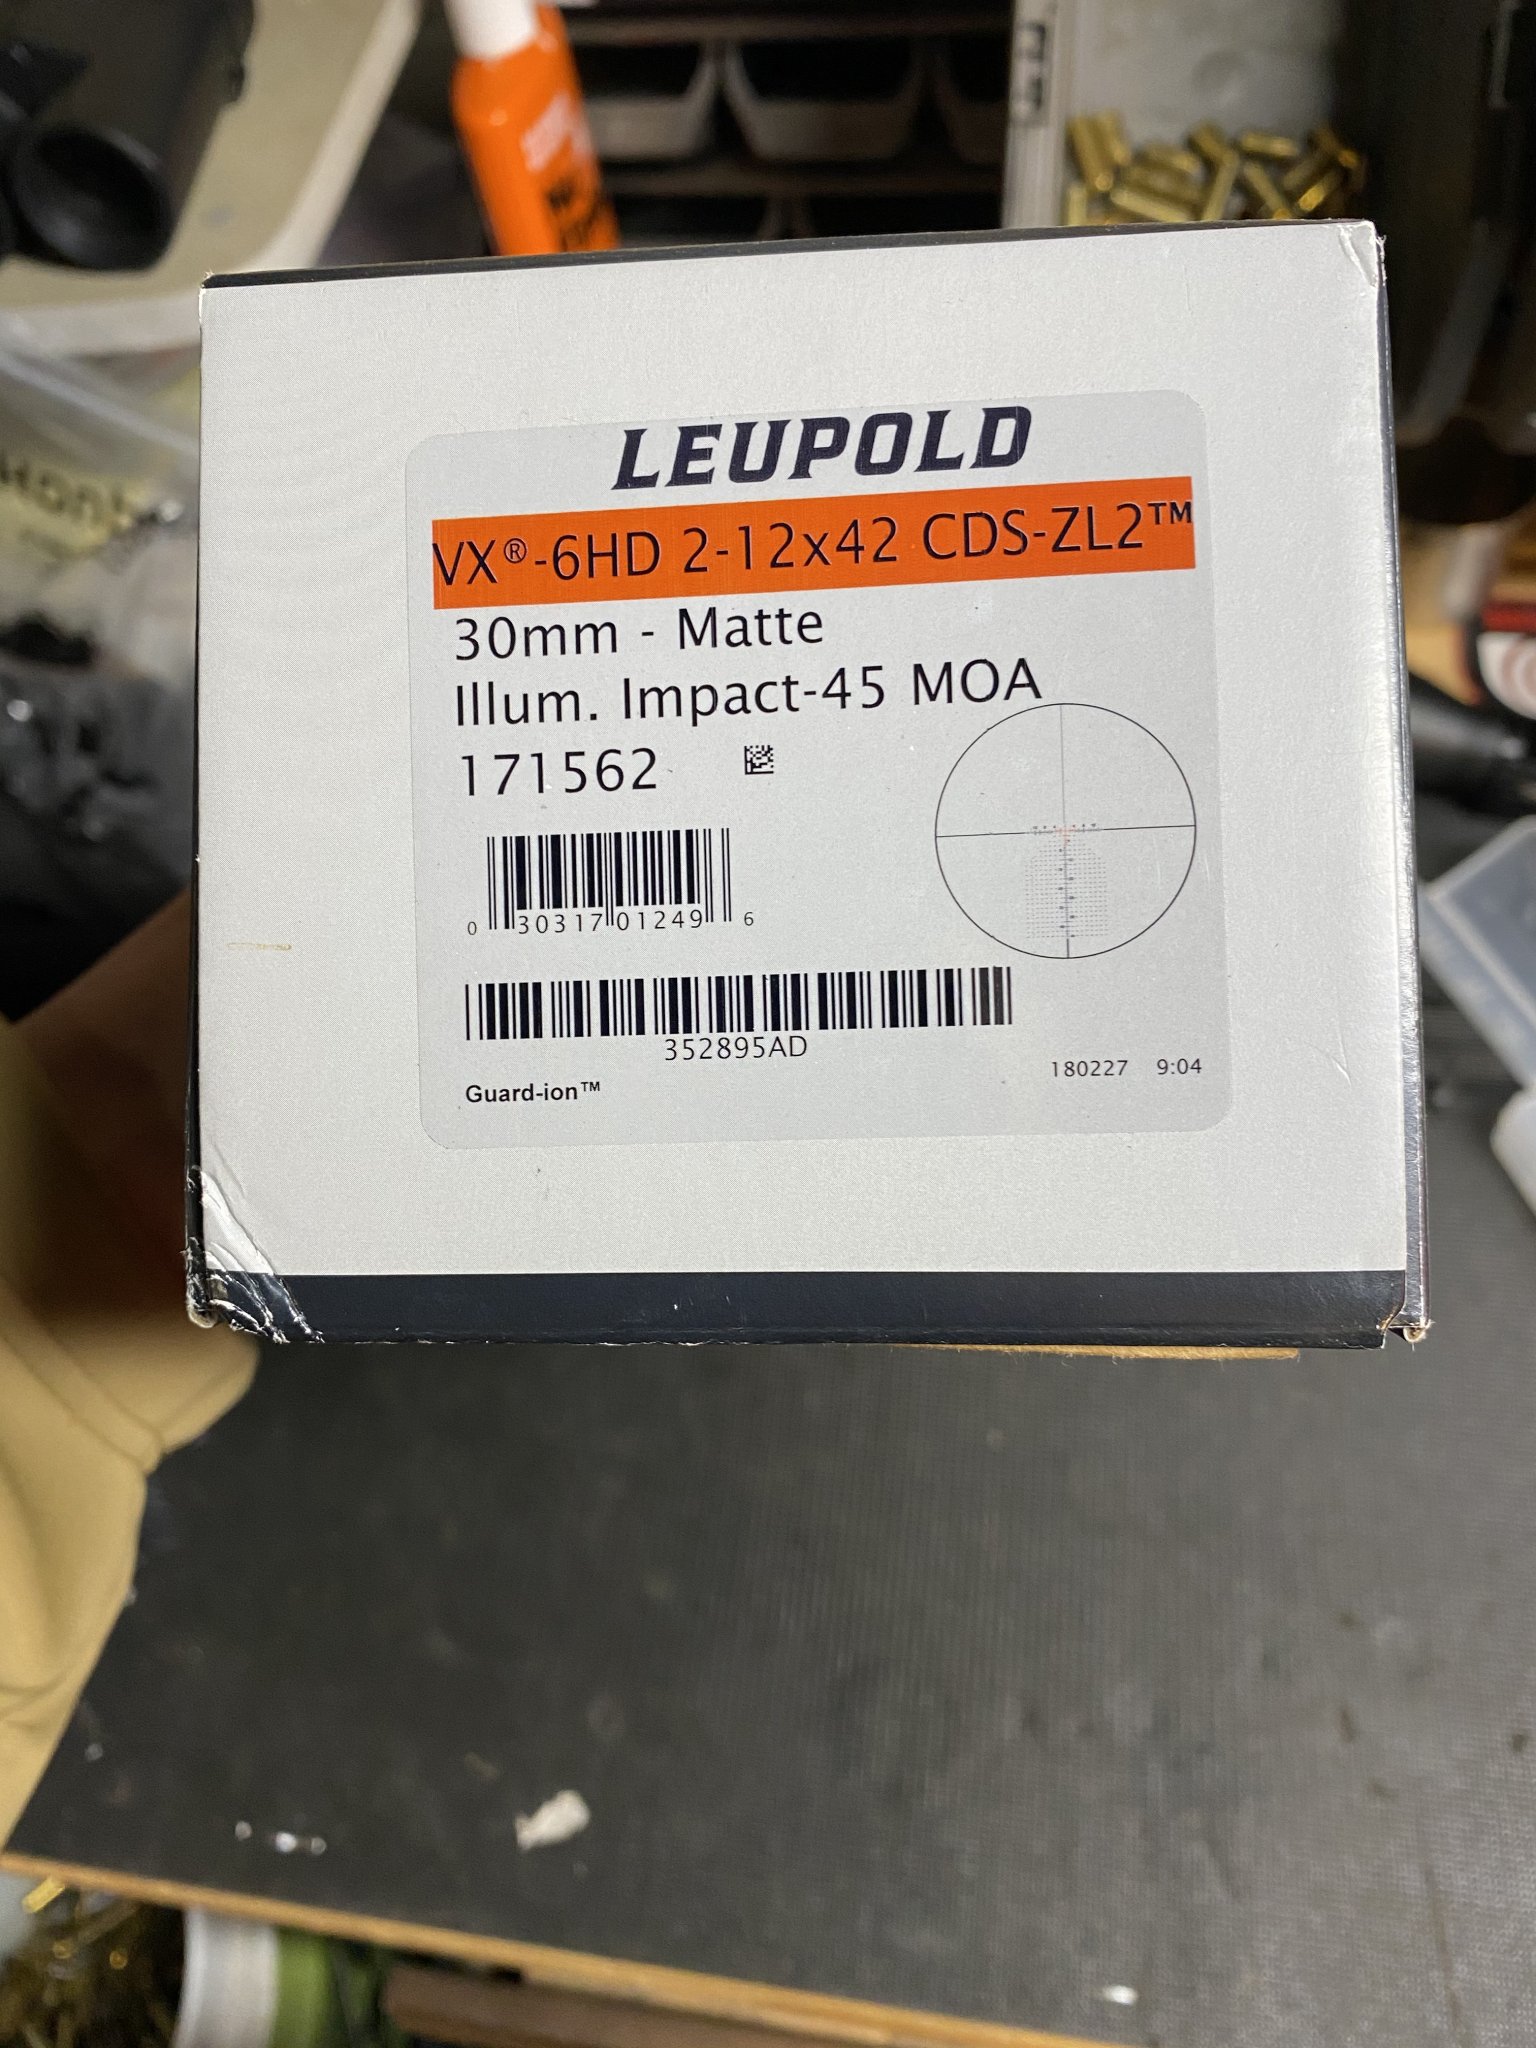 LEUPOLD
VX®-6HD 2-12x42 CDS-ZL2™
30mm - Matte
Illum. Impact-45 MOA
171562
0 30317 01249 6
352895AD
Guard-ion™
180227 9:04